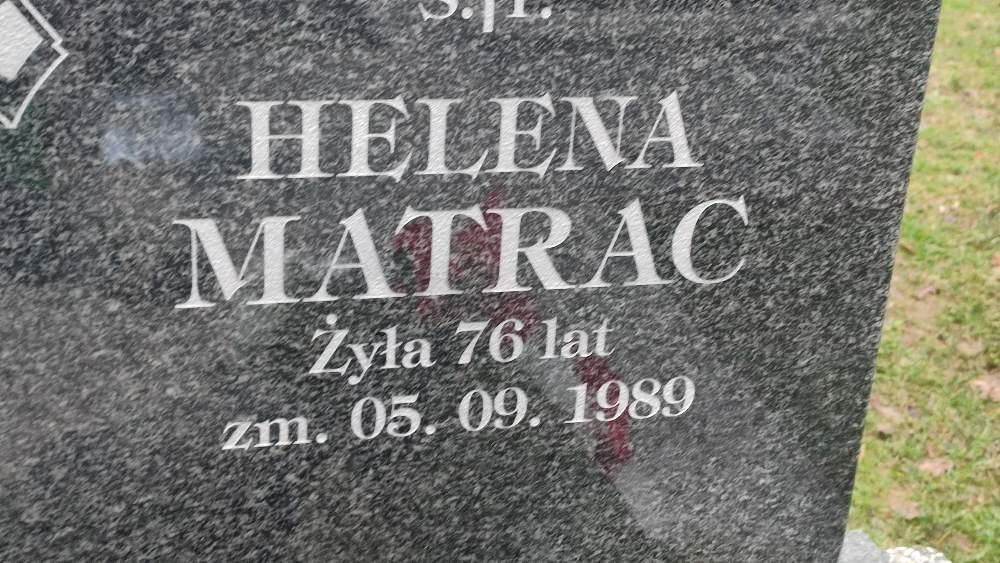 Ś.†P.
HELENA
MATRAC
Żyła 76 lat
zm. 05. 09. 1989